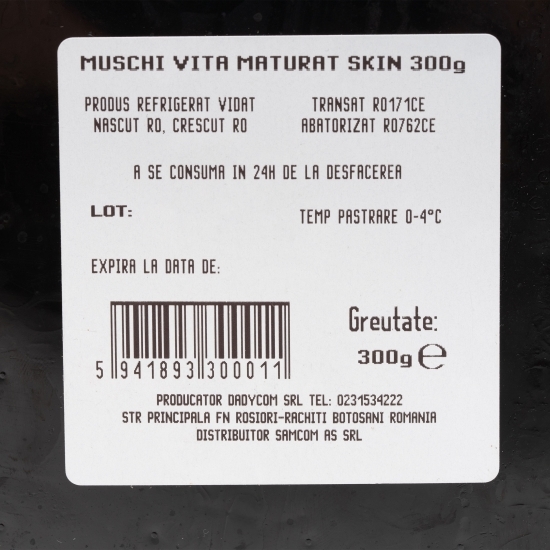 MUSCHI VITA MATURAT SKIN 300g
PRODUS REFRIGERAT VIDAT
NASCUT RO, CRESCUT RO
TRANSAT RO171CE
ABATORIZAT RO762CE
A SE CONSUMA IN 24H DE LA DESFACEREA
LOT:
TEMP PASTRARE 0-4°C
EXPIRA LA DATA DE:
Greutate:
300g ℮
5 941893 300011
PRODUCATOR DADYCOM SRL TEL: 0231534222
STR PRINCIPALA FN ROSIORI-RACHITI BOTOSANI ROMANIA
DISTRIBUITOR SAMCOM AS SRL